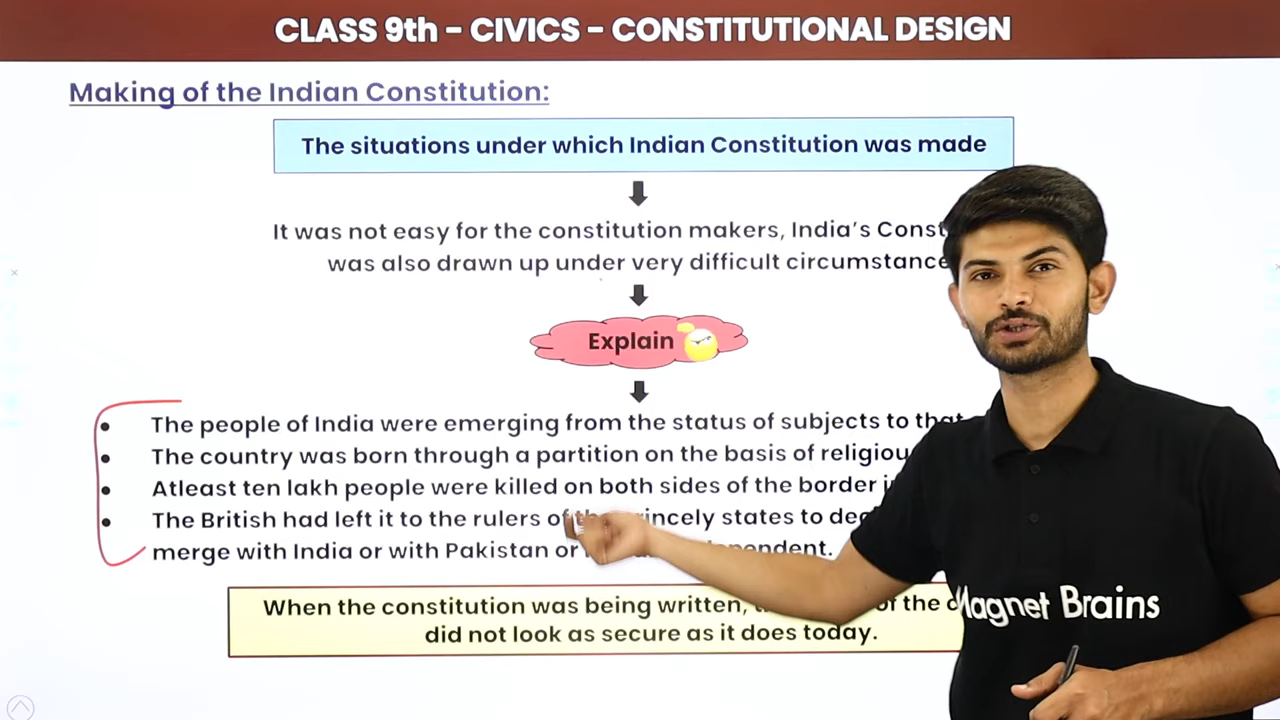 CLASS 9th - CIVICS - CONSTITUTIONAL DESIGN
Making of the Indian Constitution:
The situations under which Indian Constitution was made
It was not easy for the constitution makers, India's
was also drawn up under very difficult
Explain
• The people of India were emerging from the status of subjects to that
• The country was born through a partition on the basis of
• Atleast ten lakh people were killed on both sides of the border
• The British had left it to the rulers of princely states to
merge with India or with Pakistan or
When the constitution was being written, of the
did not look as secure as it does today.
Magnet Brains